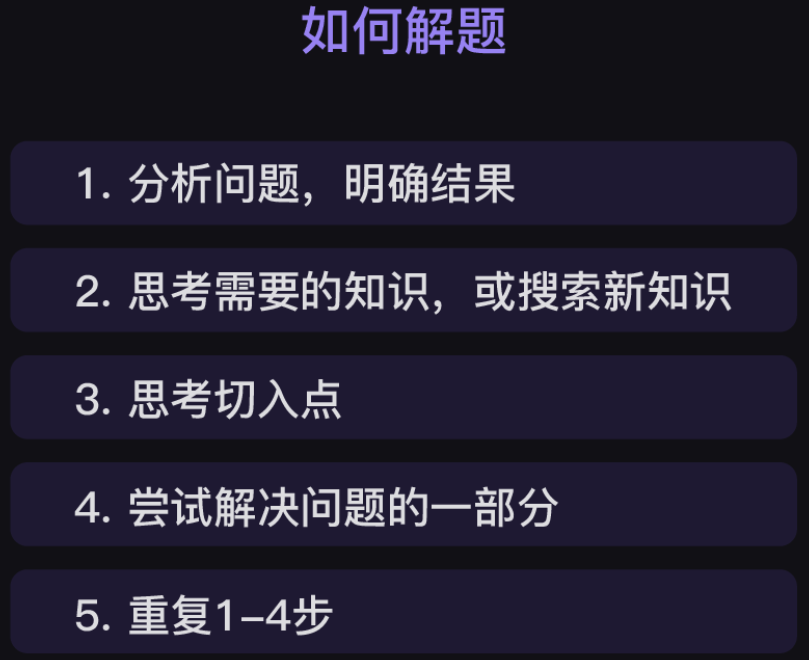 如何解题
1. 分析问题，明确结果
2. 思考需要的知识，或搜索新知识
3. 思考切入点
4. 尝试解决问题的一部分
5. 重复1-4步